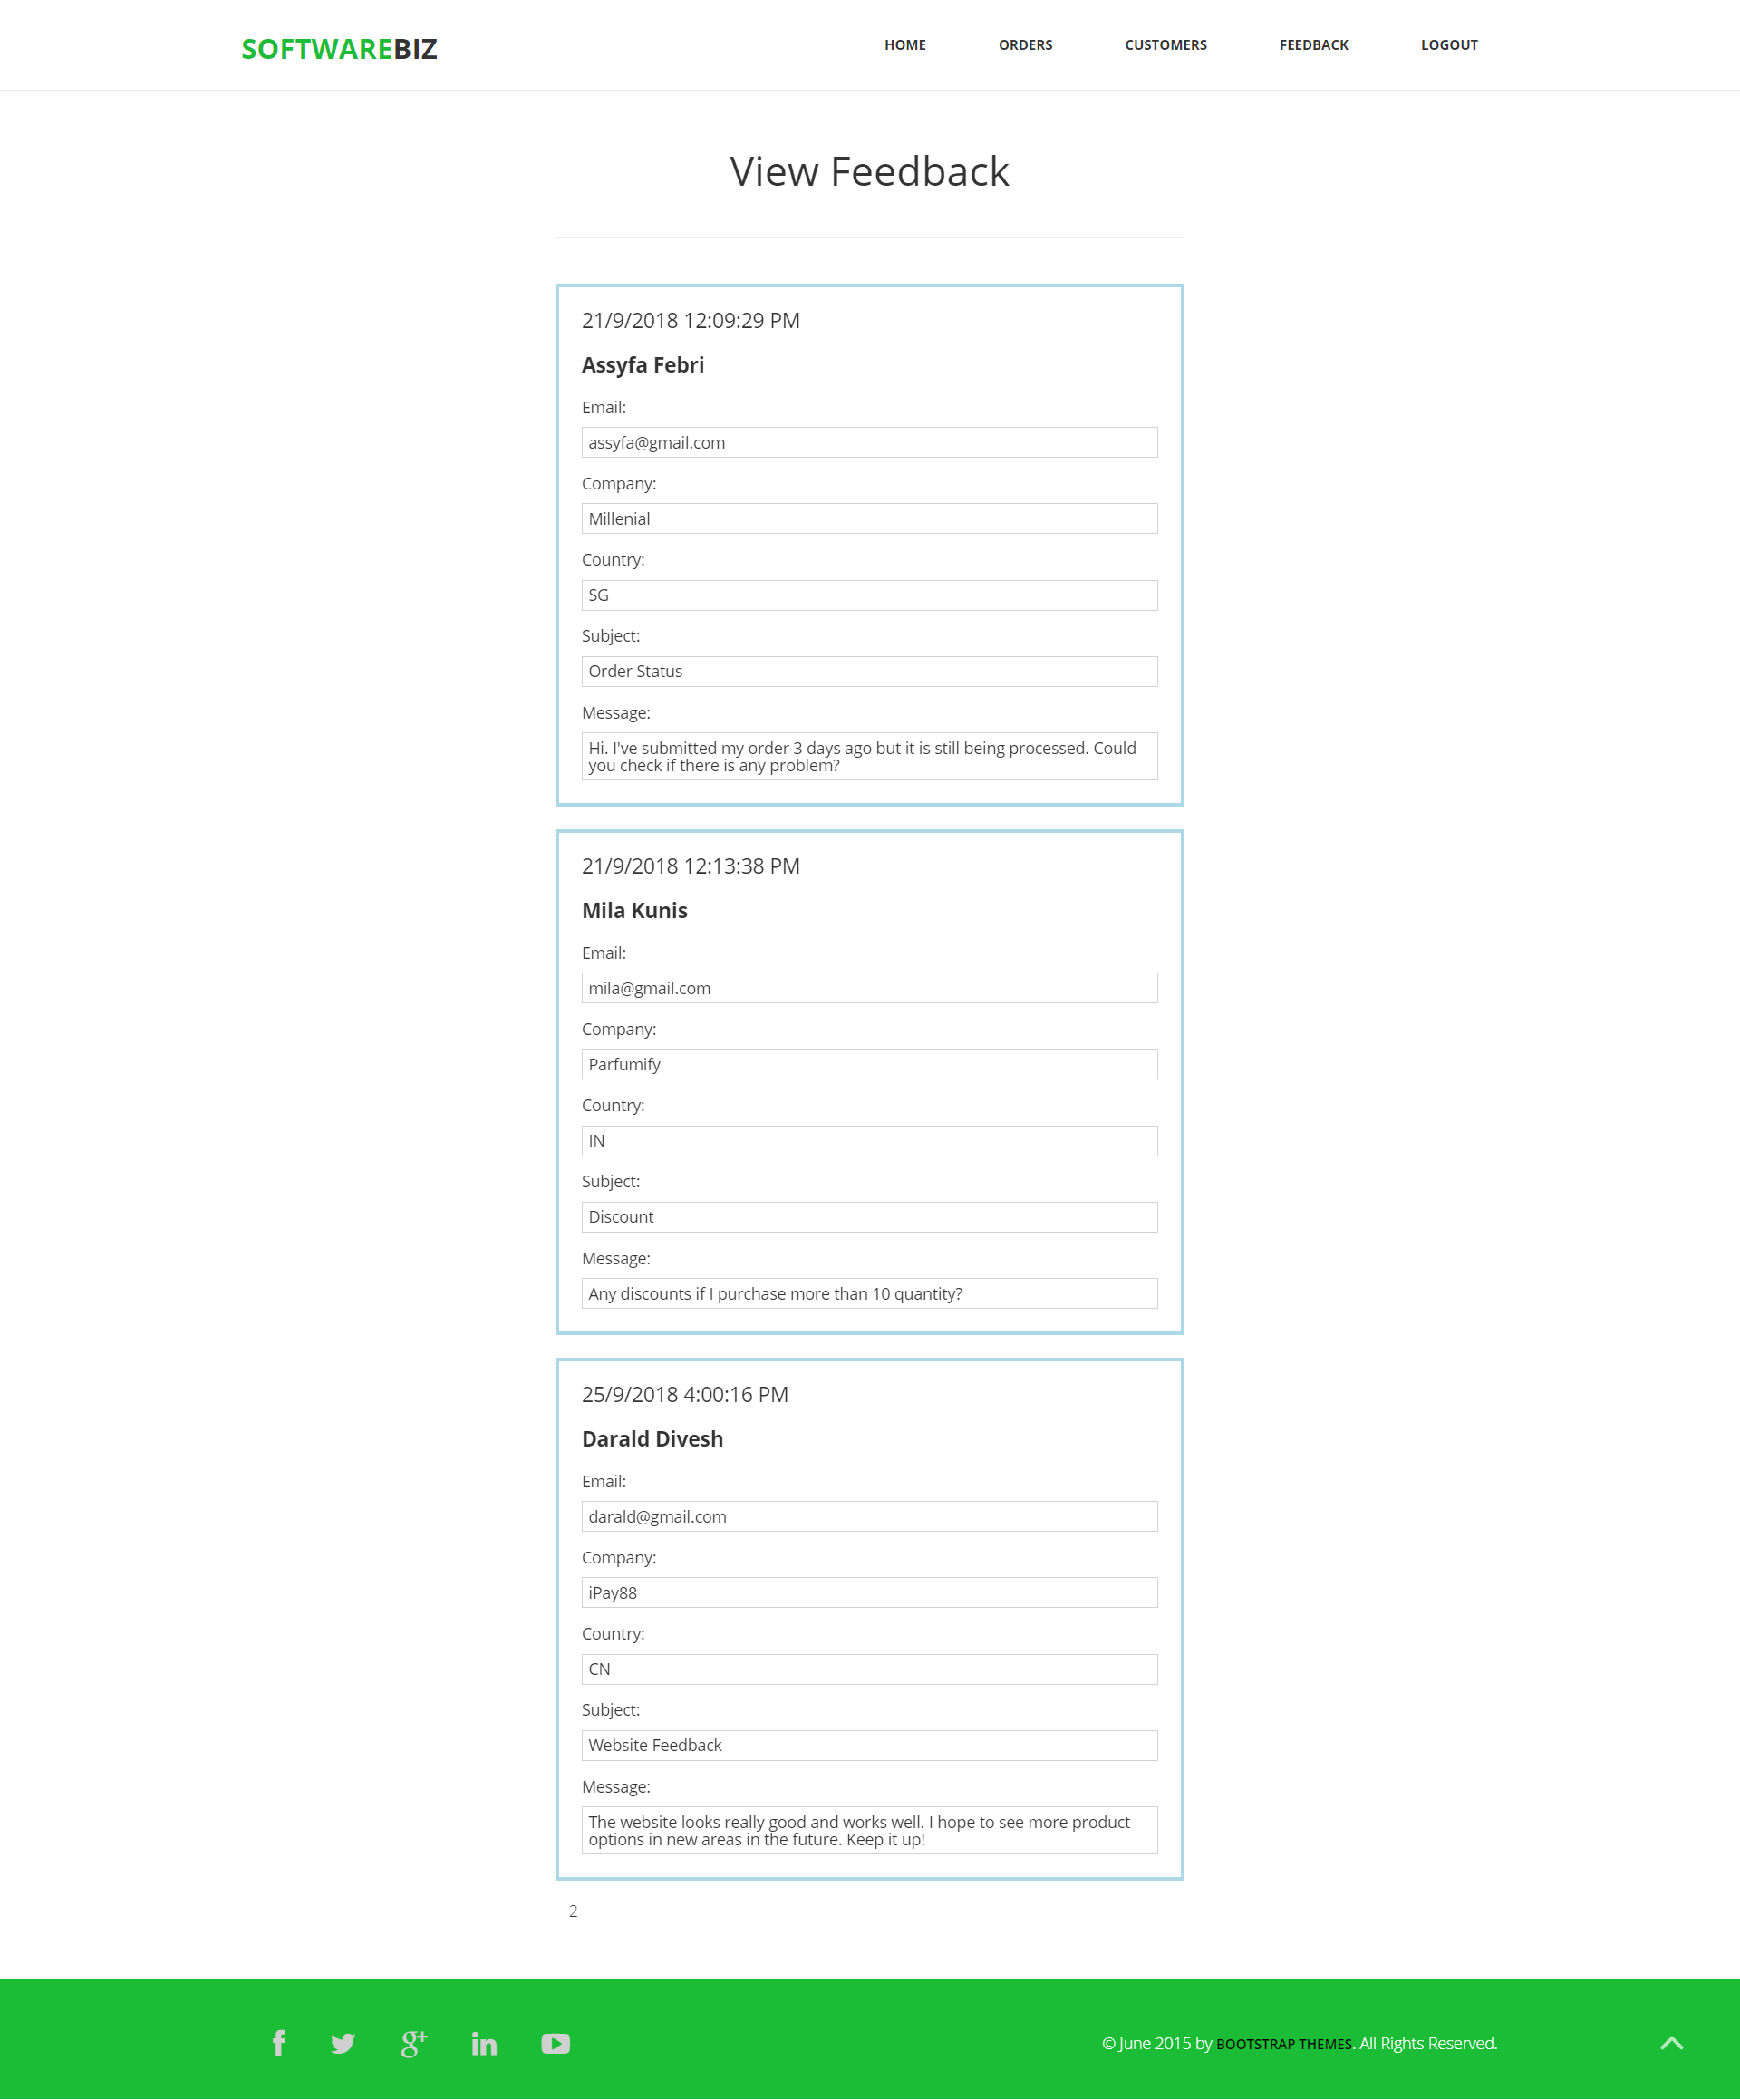 SOFTWAREBIZ
HOME ORDERS CUSTOMERS FEEDBACK LOGOUT
View Feedback
21/9/2018 12:09:29 PM
Assyfa Febri
Email:
assyfa@gmail.com
Company:
Millenial
Country:
SG
Subject:
Order Status
Message:
Hi. I've submitted my order 3 days ago but it is still being processed. Could
you check if there is any problem?
21/9/2018 12:13:38 PM
Mila Kunis
Email:
mila@gmail.com
Company:
Parfumify
Country:
IN
Subject:
Discount
Message:
Any discounts if I purchase more than 10 quantity?
25/9/2018 4:00:16 PM
Darald Divesh
Email:
darald@gmail.com
Company:
iPay88
Country:
CN
Subject:
Website Feedback
Message:
The website looks really good and works well. I hope to see more product
options in new areas in the future. Keep it up!
2
© June 2015 by BOOTSTRAP THEMES. All Rights Reserved.